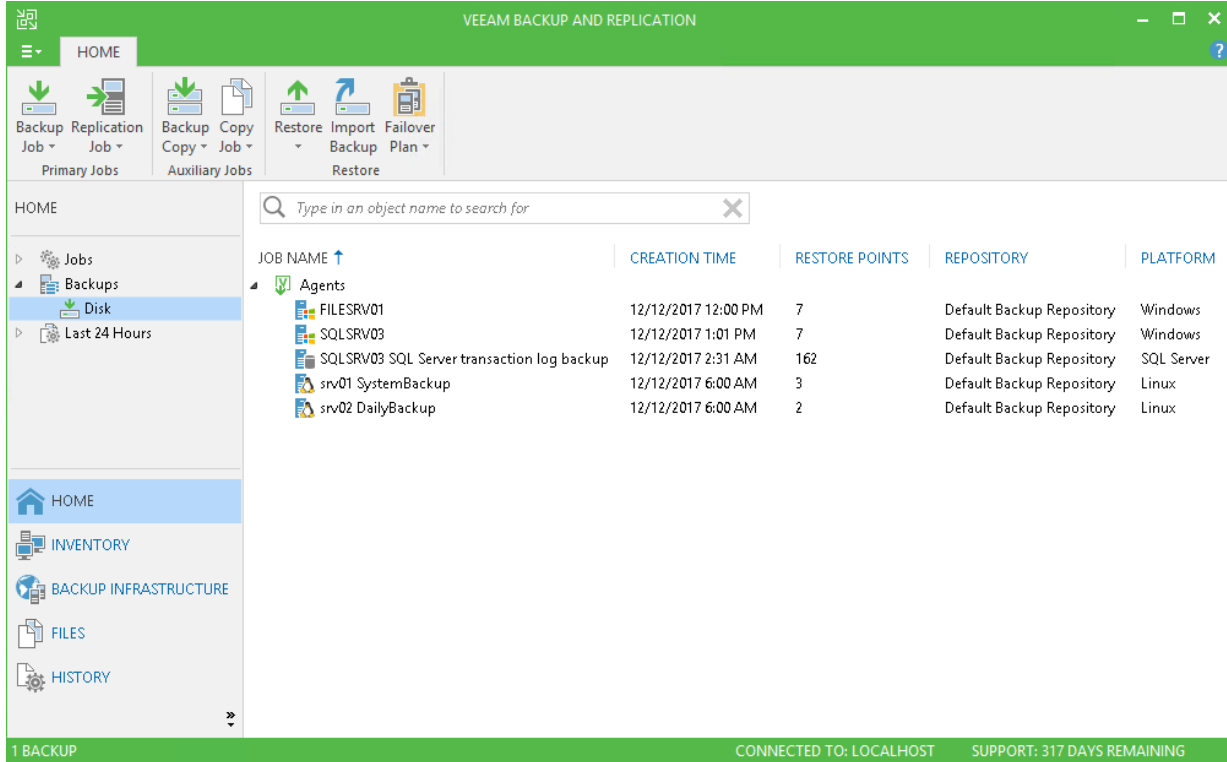 VEEAM BACKUP AND REPLICATION
HOME
?
Backup Job
Replication Job
Backup Copy
Copy Job
Restore
Import Backup
Failover Plan
Primary Jobs
Auxiliary Jobs
Restore
HOME
Jobs
Backups
Disk
Last 24 Hours
HOME
INVENTORY
BACKUP INFRASTRUCTURE
FILES
HISTORY
Type in an object name to search for
JOB NAME CREATION TIME RESTORE POINTS REPOSITORY PLATFORM
Agents
FILESRV01 12/12/2017 12:00 PM 7 Default Backup Repository Windows
SQLSRV03 12/12/2017 1:01 PM 7 Default Backup Repository Windows
SQLSRV03 SQL Server transaction log backup 12/12/2017 2:31 AM 162 Default Backup Repository SQL Server
srv01 SystemBackup 12/12/2017 6:00 AM 3 Default Backup Repository Linux
srv02 DailyBackup 12/12/2017 6:00 AM 2 Default Backup Repository Linux
1 BACKUP CONNECTED TO: LOCALHOST SUPPORT: 317 DAYS REMAINING